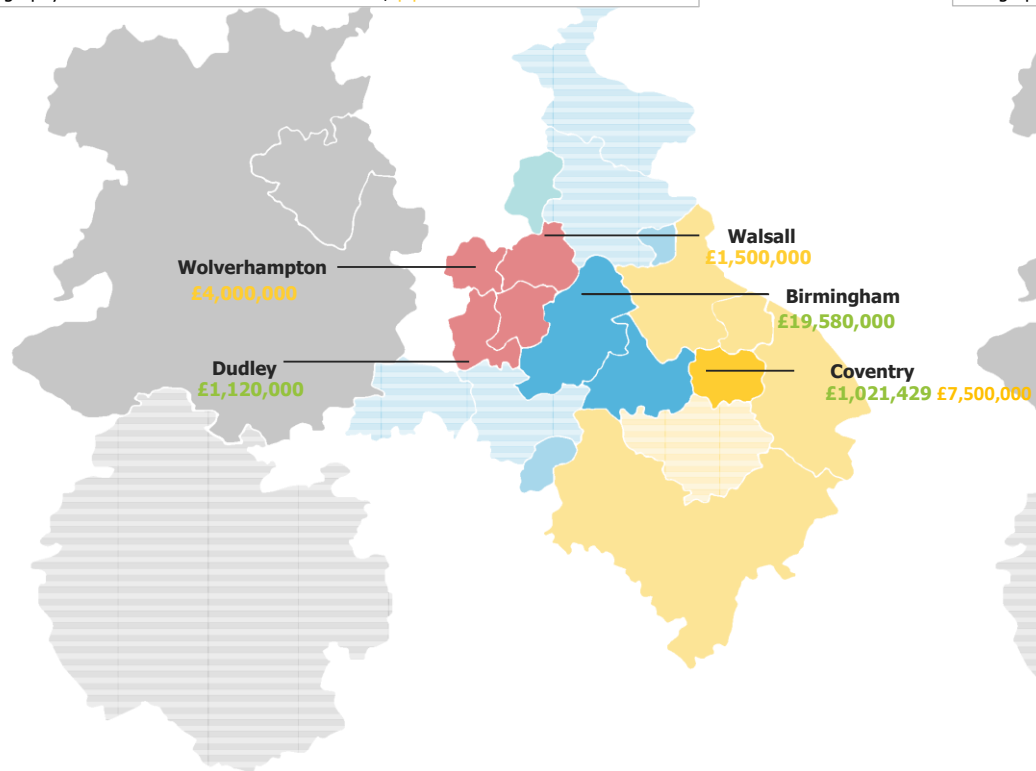 Walsall
£1,500,000
Wolverhampton
£4,000,000
Birmingham
£19,580,000
Dudley
£1,120,000
Coventry
£1,021,429 £7,500,000